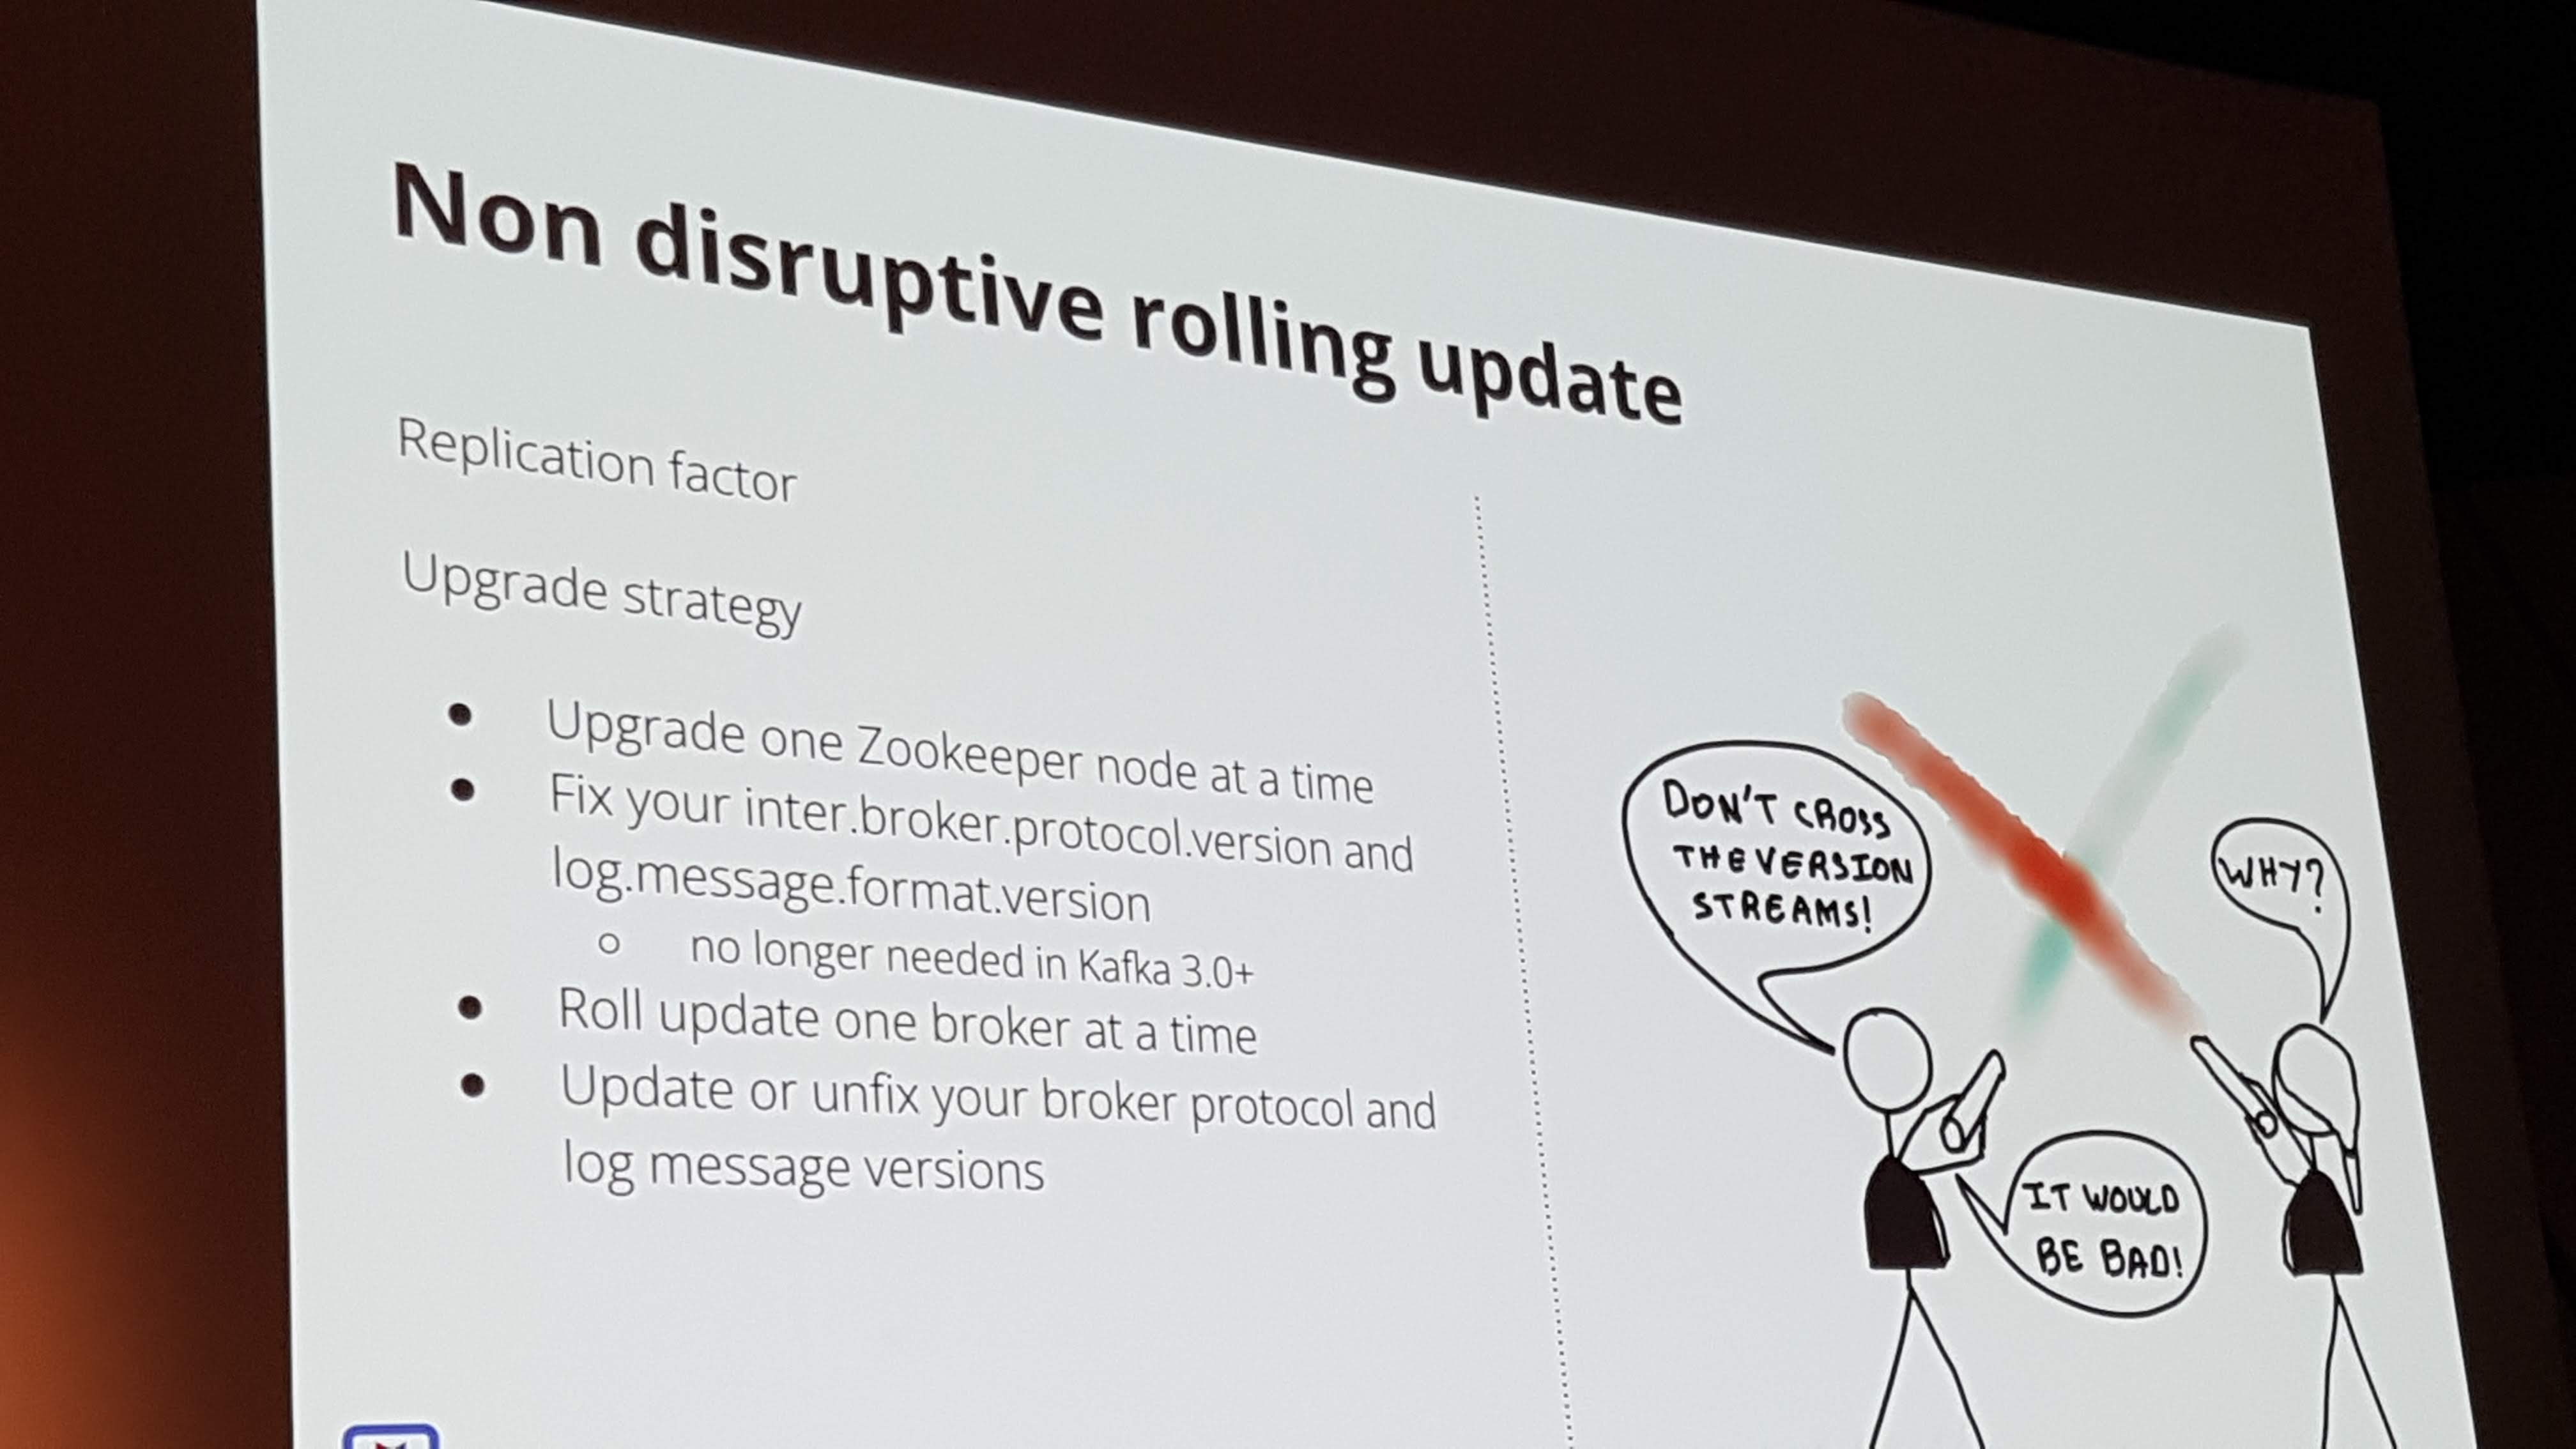 Non disruptive rolling update
Replication factor
Upgrade strategy
● Upgrade one Zookeeper node at a time
● Fix your inter.broker.protocol.version and
log.message.format.version
○ no longer needed in Kafka 3.0+
● Roll update one broker at a time
● Update or unfix your broker protocol and
log message versions
DON'T CROSS
THE VERSION
STREAMS!
WHY?
IT WOULD
BE BAD!